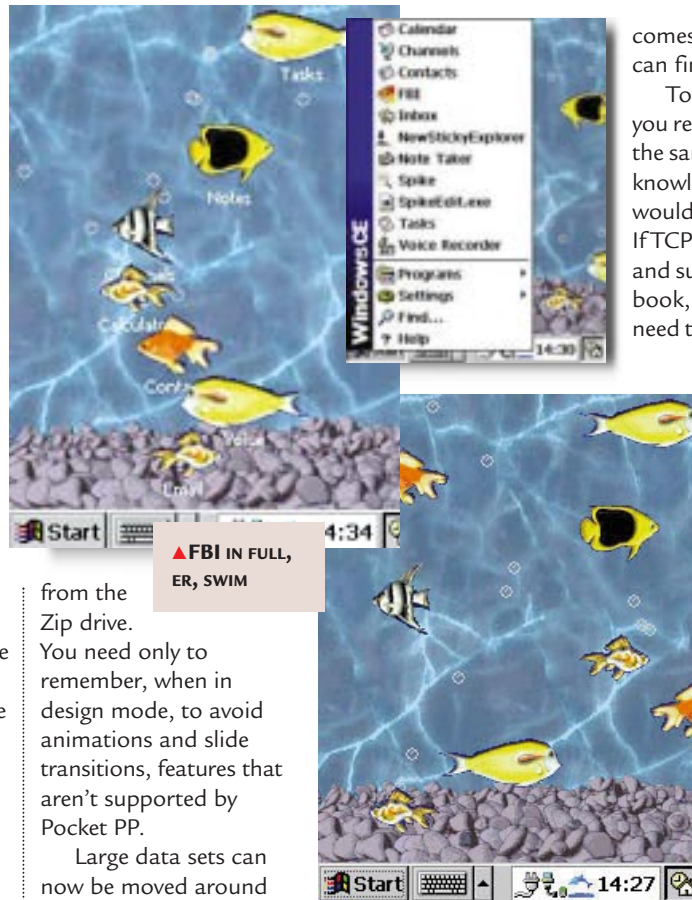 Tasks
Notes
Calculator
Voice
Email
Start
4:34
Calendar
Channels
Contacts
FBI
Inbox
NewStickyExplorer
Note Taker
Spike
SpikeEdit.exe
Tasks
Voice Recorder
Programs
Settings
Find...
Help
Windows CE
14:30
comes
can fin
To
you re
the sa
knowl
would
If TCP
and su
book,
need t
▲FBI IN FULL,
ER, SWIM
from the
Zip drive.
You need only to
remember, when in
design mode, to avoid
animations and slide
transitions, features that
aren't supported by
Pocket PP.
Large data sets can
now be moved around
e
e
Start
14:27